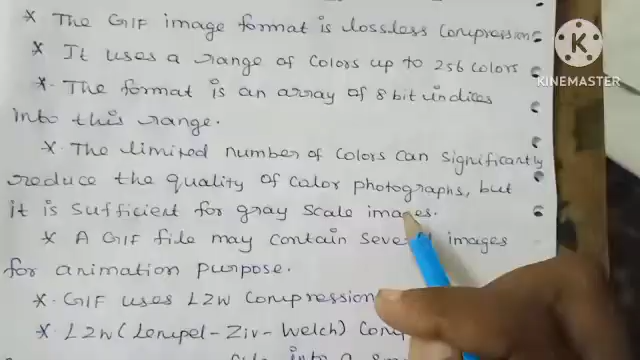 * The GIF image format is lossless compression
* It uses a range of colors up to 256 colors
* The format is an array of 8 bit indices
into this range.
* The limited number of colors can significantly
reduce the quality of color photographs, but
it is sufficient for gray scale images.
* A GIF file may contain several images
for animation purpose.
* GIF uses LZW compression
* LZW (Lempel-Ziv-Welch)
file into a
KINEMASTER